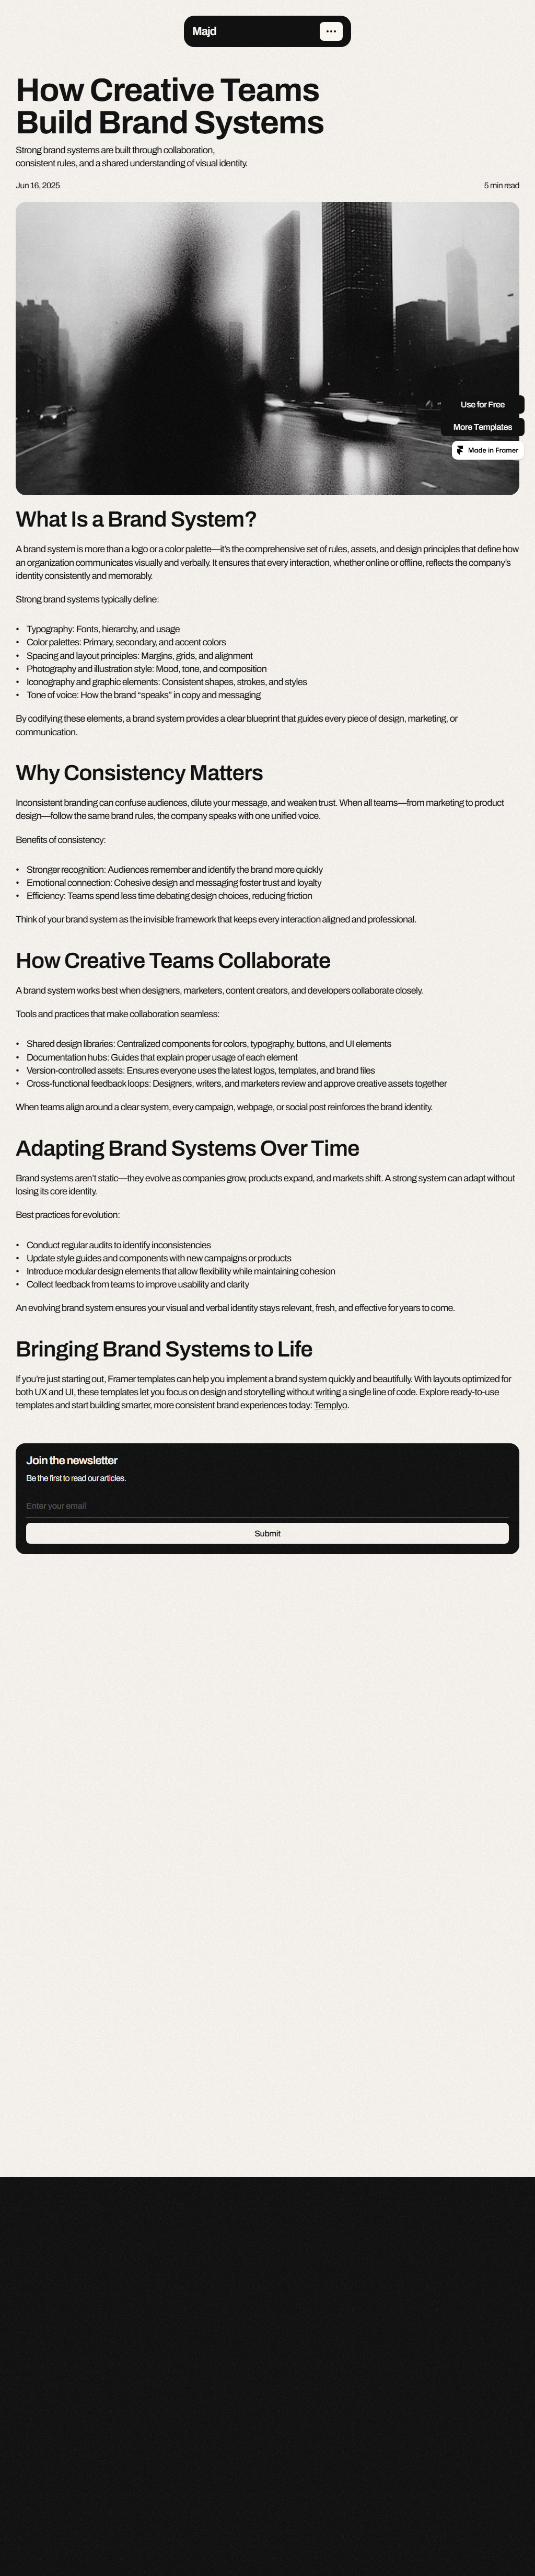 Majd
How Creative Teams
Build Brand Systems
Strong brand systems are built through collaboration,
consistent rules, and a shared understanding of visual identity.
Jun 16, 2025
5 min read
Use for Free
More Templates
Made in Framer
What Is a Brand System?
A brand system is more than a logo or a color palette—it’s the comprehensive set of rules, assets, and design principles that define how
an organization communicates visually and verbally. It ensures that every interaction, whether online or offline, reflects the company’s
identity consistently and memorably.
Strong brand systems typically define:
• Typography: Fonts, hierarchy, and usage
• Color palettes: Primary, secondary, and accent colors
• Spacing and layout principles: Margins, grids, and alignment
• Photography and illustration style: Mood, tone, and composition
• Iconography and graphic elements: Consistent shapes, strokes, and styles
• Tone of voice: How the brand “speaks” in copy and messaging
By codifying these elements, a brand system provides a clear blueprint that guides every piece of design, marketing, or
communication.
Why Consistency Matters
Inconsistent branding can confuse audiences, dilute your message, and weaken trust. When all teams—from marketing to product
design—follow the same brand rules, the company speaks with one unified voice.
Benefits of consistency:
• Stronger recognition: Audiences remember and identify the brand more quickly
• Emotional connection: Cohesive design and messaging foster trust and loyalty
• Efficiency: Teams spend less time debating design choices, reducing friction
Think of your brand system as the invisible framework that keeps every interaction aligned and professional.
How Creative Teams Collaborate
A brand system works best when designers, marketers, content creators, and developers collaborate closely.
Tools and practices that make collaboration seamless:
• Shared design libraries: Centralized components for colors, typography, buttons, and UI elements
• Documentation hubs: Guides that explain proper usage of each element
• Version-controlled assets: Ensures everyone uses the latest logos, templates, and brand files
• Cross-functional feedback loops: Designers, writers, and marketers review and approve creative assets together
When teams align around a clear system, every campaign, webpage, or social post reinforces the brand identity.
Adapting Brand Systems Over Time
Brand systems aren’t static—they evolve as companies grow, products expand, and markets shift. A strong system can adapt without
losing its core identity.
Best practices for evolution:
• Conduct regular audits to identify inconsistencies
• Update style guides and components with new campaigns or products
• Introduce modular design elements that allow flexibility while maintaining cohesion
• Collect feedback from teams to improve usability and clarity
An evolving brand system ensures your visual and verbal identity stays relevant, fresh, and effective for years to come.
Bringing Brand Systems to Life
If you’re just starting out, Framer templates can help you implement a brand system quickly and beautifully. With layouts optimized for
both UX and UI, these templates let you focus on design and storytelling without writing a single line of code. Explore ready-to-use
templates and start building smarter, more consistent brand experiences today: Templyo.
Join the newsletter
Be the first to read our articles.
Enter your email
Submit